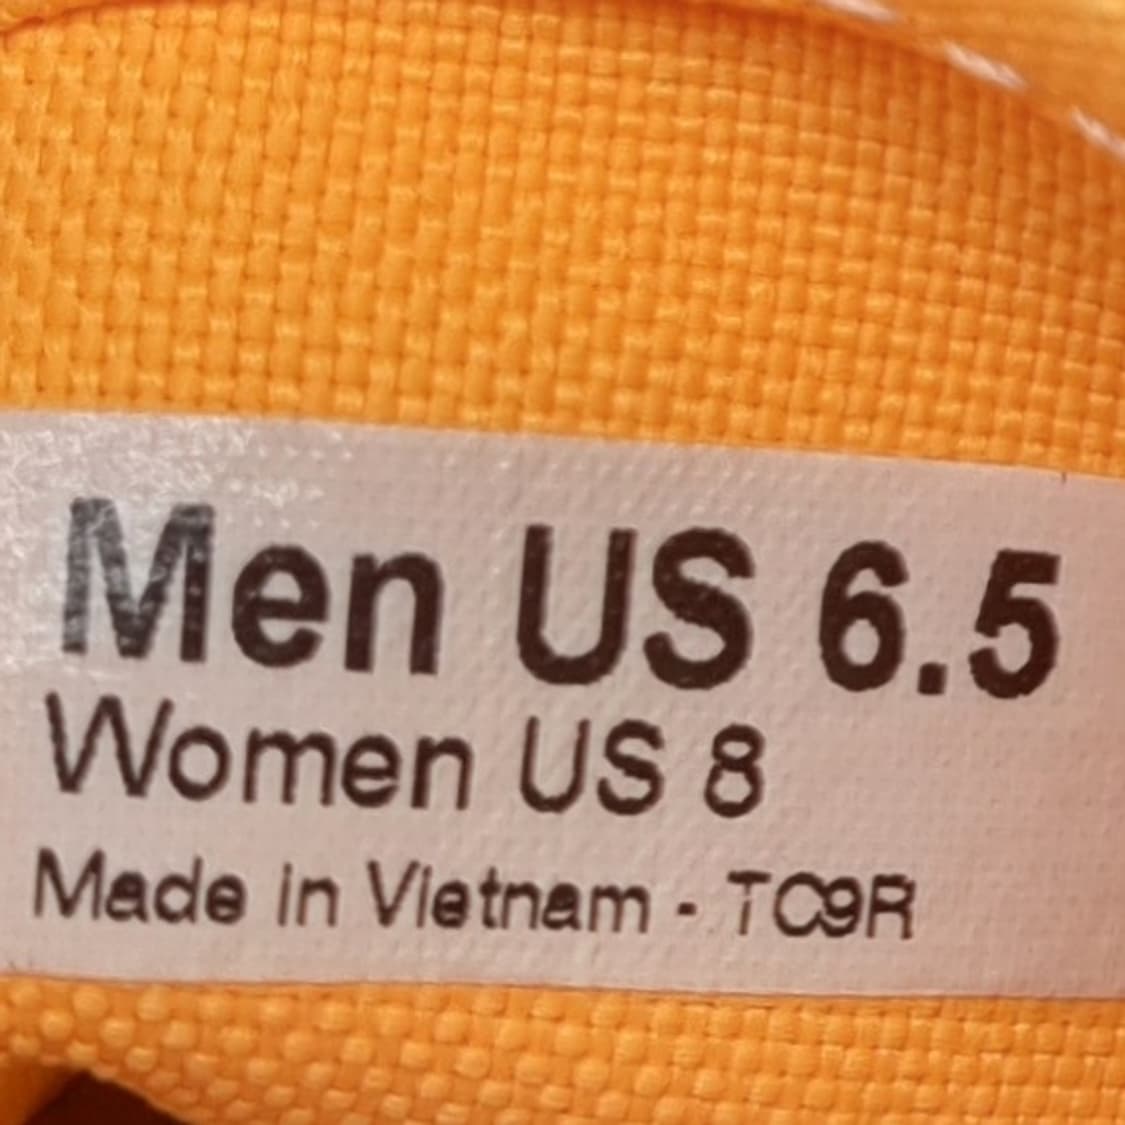 Men US 6.5
Women US 8
Made in Vietnam - TC9R